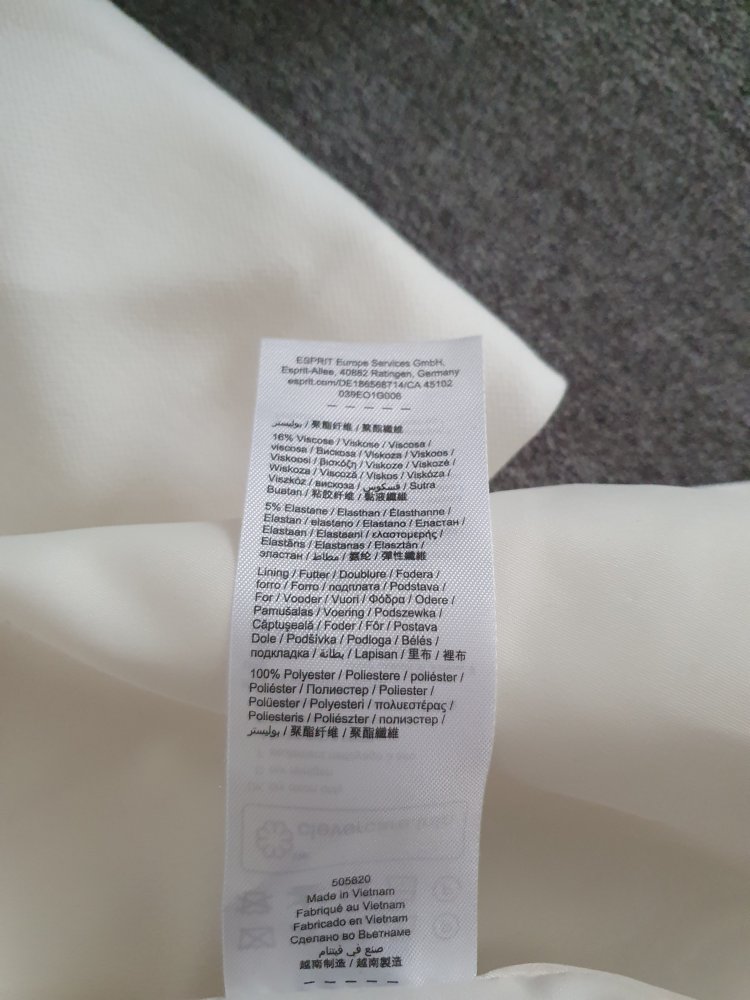 ESPRIT Europe Services GmbH,
Esprit-Allee, 40882 Ratingen, Germany
esprit.com/DE186568714/CA 45102
039EO1G006
بوليستر / 聚酯纤维 / 聚酯纖維
16% Viscose / Viskose / Viscosa /
viscose / Вискоза / Viskoza / Viskoos /
Viskoosi / βισκόζη / Viskoze / Viskozė /
Wiskoza / Viscoză / Viskos / Viskóza /
Viszkóz / вискоза / فسكوس / Sutra
Buatan / 粘胶纤维 / 黏液纖維
5% Elastane / Elasthan / Élasthanne /
Elastan / elastano / Elastano / Еластан /
Elastaan / Elastaani / ελαστομερής /
Elastāns / Elastanas / Elasztán /
эластан / مطاط / 氨纶 / 彈性纖維
Lining / Futter / Doublure / Fodera /
forro / Forro / подплата / Podstava /
For / Vooder / Vuori / Φόδρα / Odere /
Pamušalas / Voering / Podszewka /
Căptușeală / Foder / Fôr / Postava
Dole / Podšívka / Podloga / Bélés /
подкладка / بطانة / Lapisan / 里布 / 裡布
100% Polyester / Poliestere / poliéster /
Poliéster / Полиестер / Poliester /
Polüester / Polyesteri / πολυεστέρας /
Poliesteris / Poliészter / полиэстер /
بوليستر / 聚酯纤维 / 聚酯纖維
clevercare.info
505820
Made in Vietnam
Fabriqué au Vietnam
Fabricado en Vietnam
Сделано во Вьетнаме
صنع في فيتنام
越南制造 / 越南製造